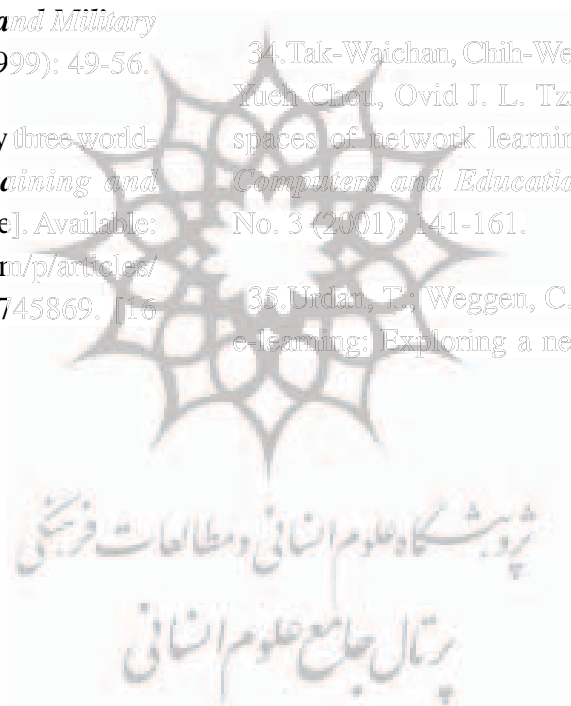 and Military
999): 49-56.
y three world-
aining and
e]. Available:
m/p/articles/
745869. [16
34.Tak-Waichan, Chih-We
Yueh Chou, Ovid J. L. Tzi
spaces of network learnin
Computers and Educatio
No. 3 (2001): 141-161.
35.Urdan, T.; Weggen, C.
e-learning: Exploring a ne
پژوهشگاه علوم انسانی و مطالعات فرهنگی
پرتال جامع علوم انسانی